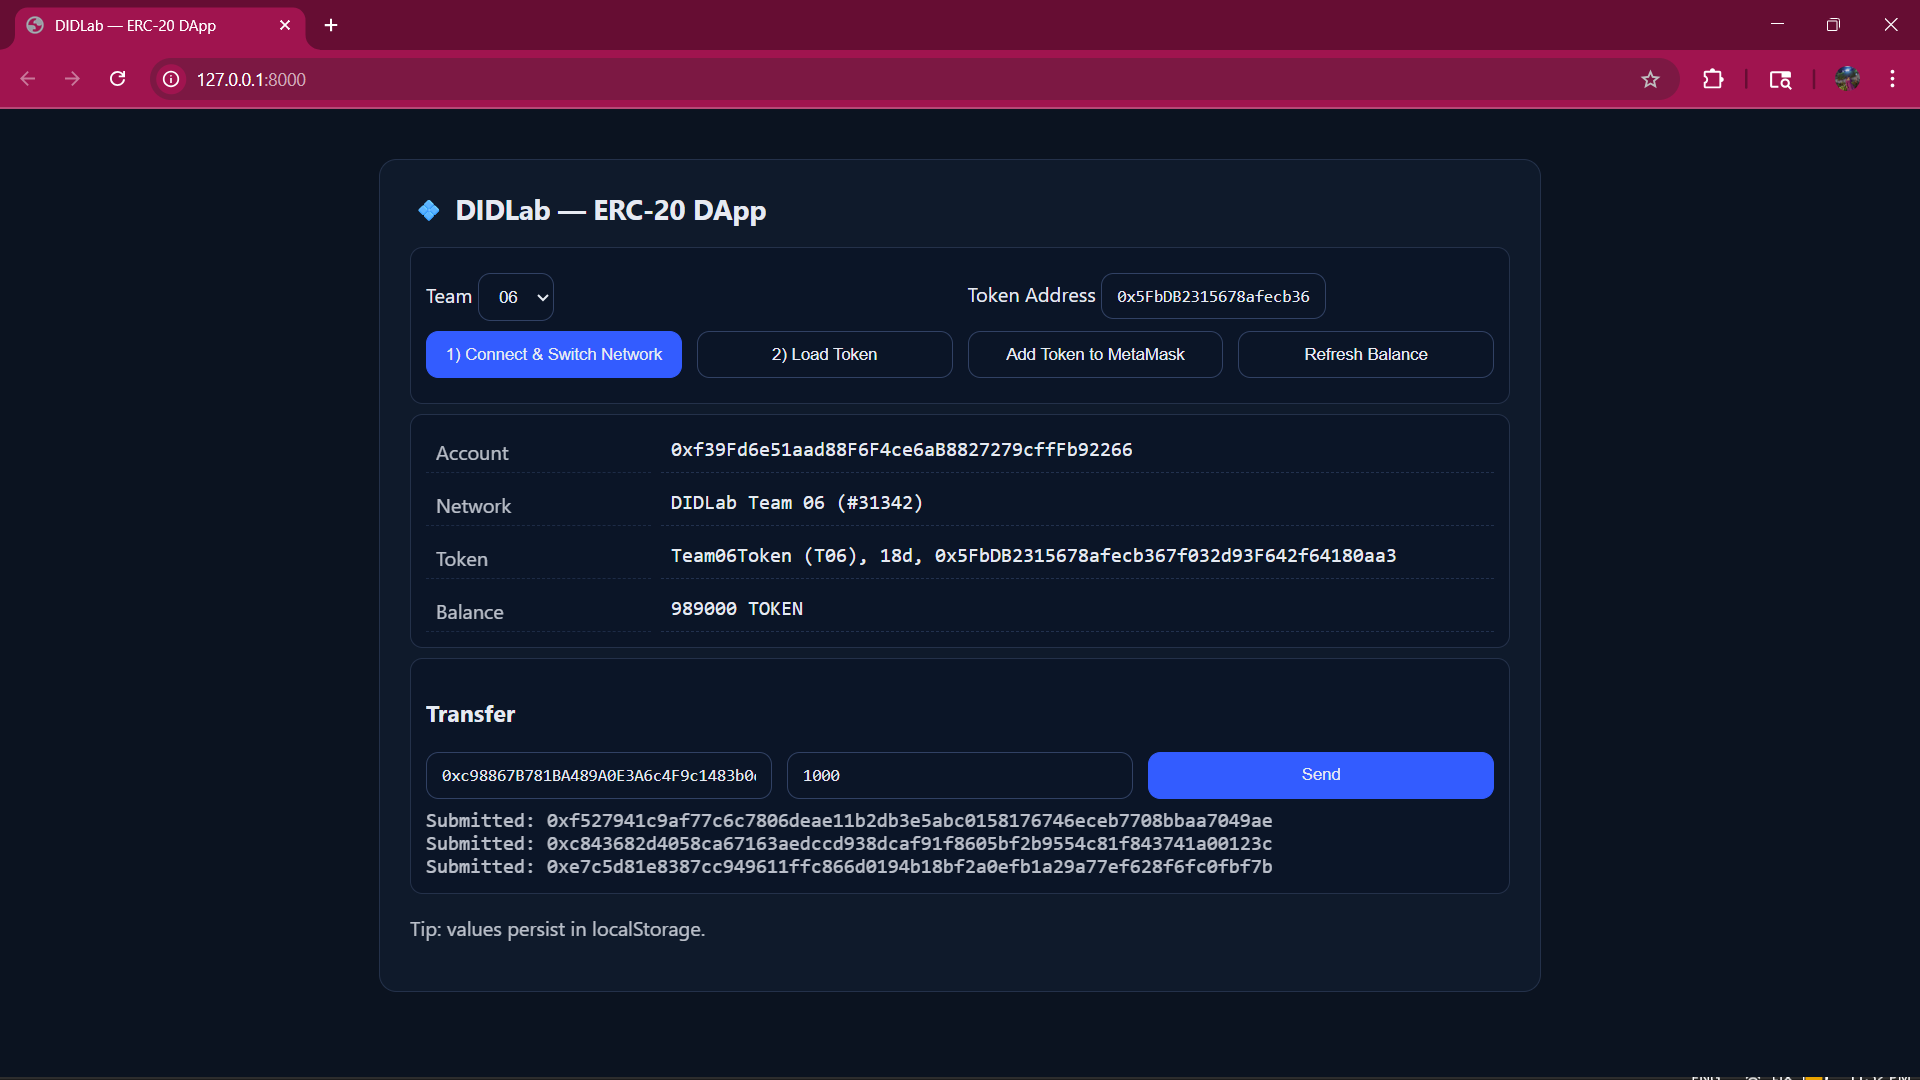 DIDLab — ERC-20 DApp
127.0.0.1:8000
DIDLab — ERC-20 DApp
Team 06 Token Address 0x5FbDB2315678afecb36
1) Connect & Switch Network 2) Load Token Add Token to MetaMask Refresh Balance
Account 0xf39Fd6e51aad88F6F4ce6aB8827279cffFb92266
Network DIDLab Team 06 (#31342)
Token Team06Token (T06), 18d, 0x5FbDB2315678afecb367f032d93F642f64180aa3
Balance 989000 TOKEN
Transfer
0xc98867B781BA489A0E3A6c4F9c1483b0 1000 Send
Submitted: 0xf527941c9af77c6c7806deae11b2db3e5abc0158176746eceb7708bbaa7049ae
Submitted: 0xc843682d4058ca67163aedccd938dcaf91f8605bf2b9554c81f843741a00123c
Submitted: 0xe7c5d81e8387cc949611ffc866d0194b18bf2a0efb1a29a77ef628f6fc0fbf7b
Tip: values persist in localStorage.